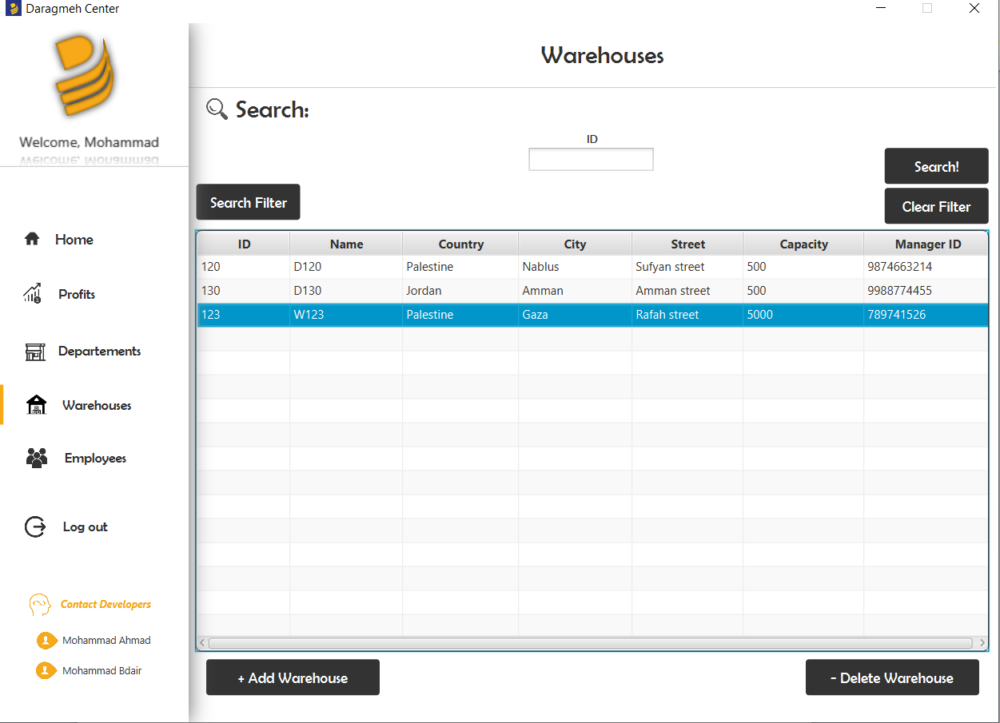 Daragmeh Center
Welcome, Mohammad
Home
Profits
Departements
Warehouses
Employees
Log out
Contact Developers
Mohammad Ahmad
Mohammad Bdair
Warehouses
Search:
ID
Search!
Search Filter
Clear Filter
ID Name Country City Street Capacity Manager ID
120 D120 Palestine Nablus Sufyan street 500 9874663214
130 D130 Jordan Amman Amman street 500 9988774455
123 W123 Palestine Gaza Rafah street 5000 789741526
+ Add Warehouse
- Delete Warehouse